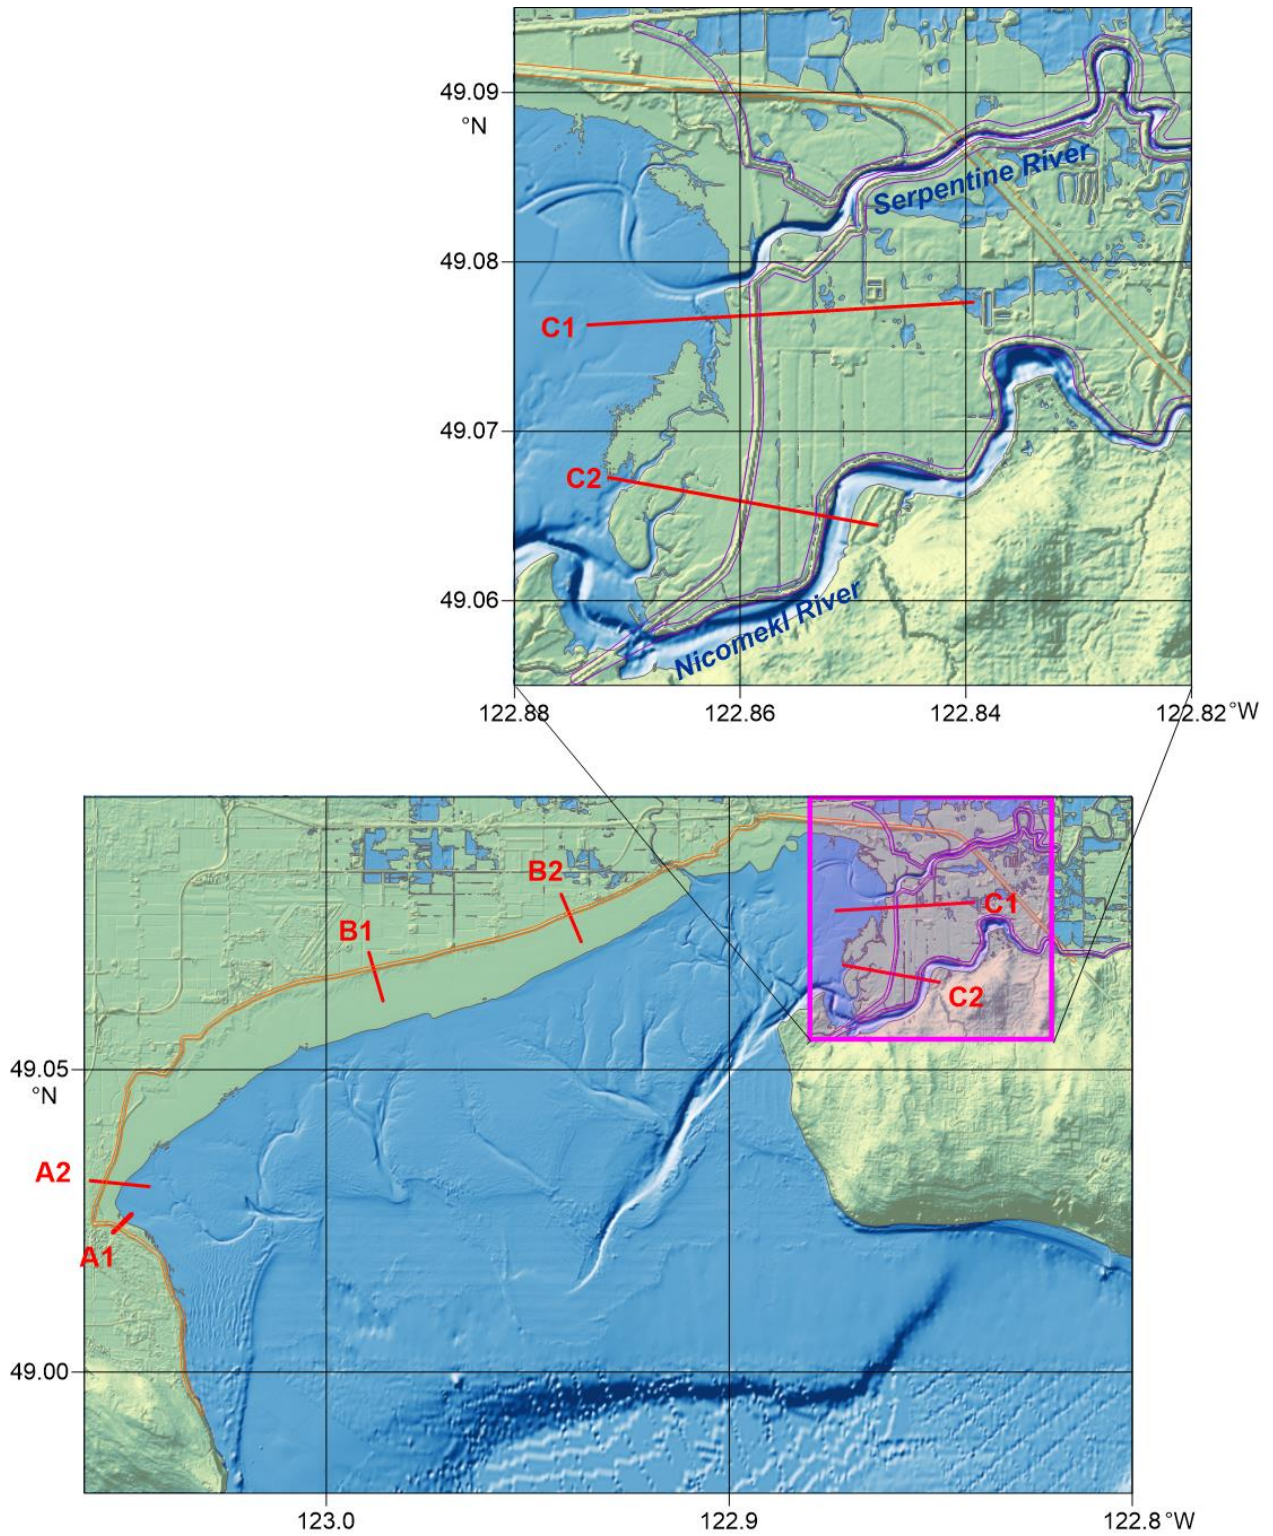 49.09
°N
Serpentine River
49.08
C1
49.07
C2
49.06
Nicomekl River
122.88
122.86
122.84
122.82 °W
B2
B1
C1
C2
49.05
°N
A2
A1
49.00
123.0
122.9
122.8 °W